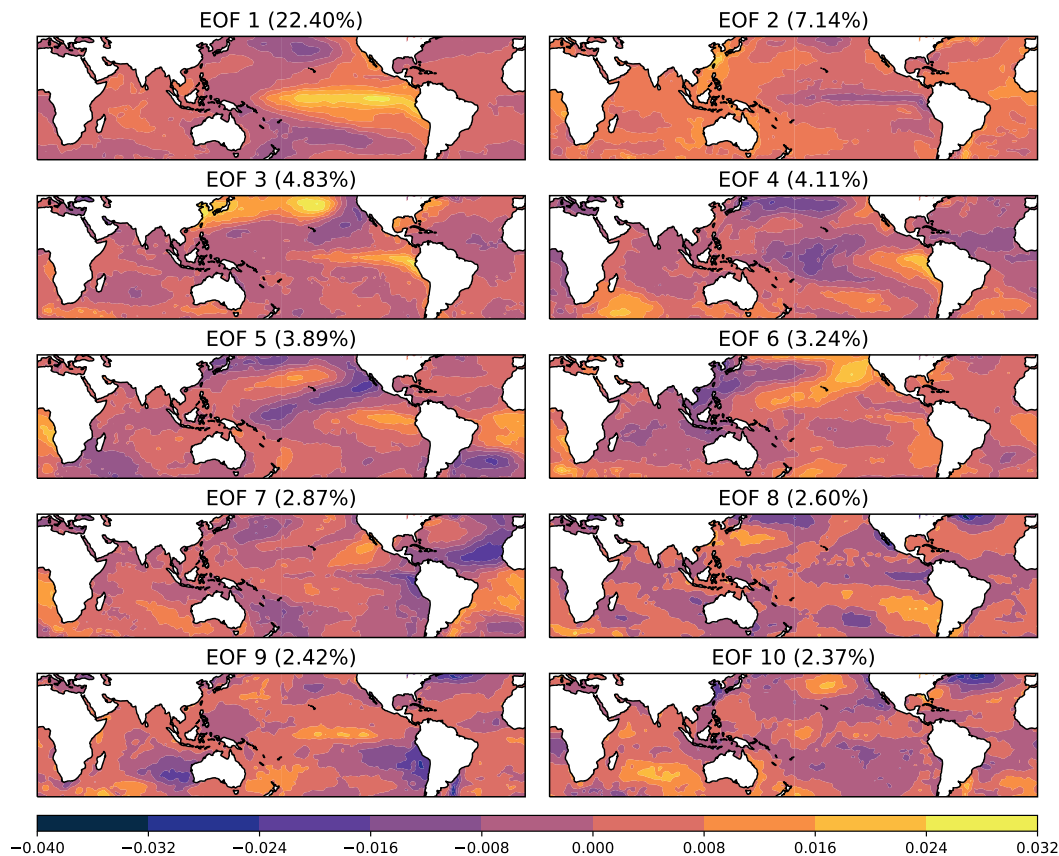 EOF 1 (22.40%)
EOF 2 (7.14%)
EOF 3 (4.83%)
EOF 4 (4.11%)
EOF 5 (3.89%)
EOF 6 (3.24%)
EOF 7 (2.87%)
EOF 8 (2.60%)
EOF 9 (2.42%)
EOF 10 (2.37%)
−0.040 −0.032 −0.024 −0.016 −0.008 0.000 0.008 0.016 0.024 0.032